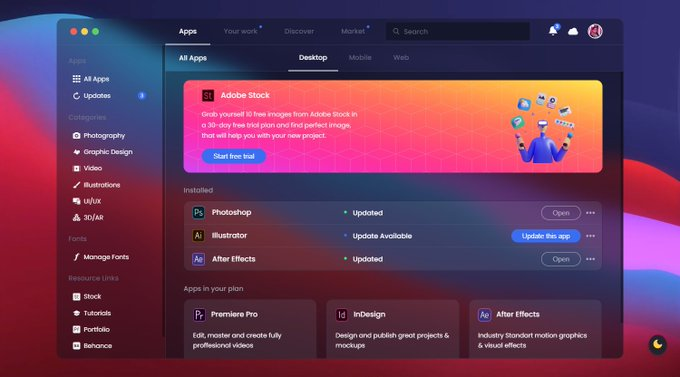 Apps
Your work
Discover
Market
Search
2
Apps
All Apps
Updates
3
Categories
Photography
Graphic Design
Video
Illustrations
UI/UX
3D/AR
Fonts
Manage Fonts
Resource Links
Stock
Tutorials
Portfolio
Behance
All Apps
Desktop
Mobile
Web
St
Adobe Stock
Grab yourself 10 free images from Adobe Stock in
a 30-day free trial plan and find perfect image,
that will help you with your new project.
Start free trial
Installed
Ps Photoshop Updated Open
Ai Illustrator Update Available Update this app
Ae After Effects Updated Open
Apps in your plan
Pr Premiere Pro
Edit, master and create fully
proffesional videos
Id InDesign
Design and publish great projects &
mockups
Ae After Effects
Industry Standart motion graphics
& visual effects